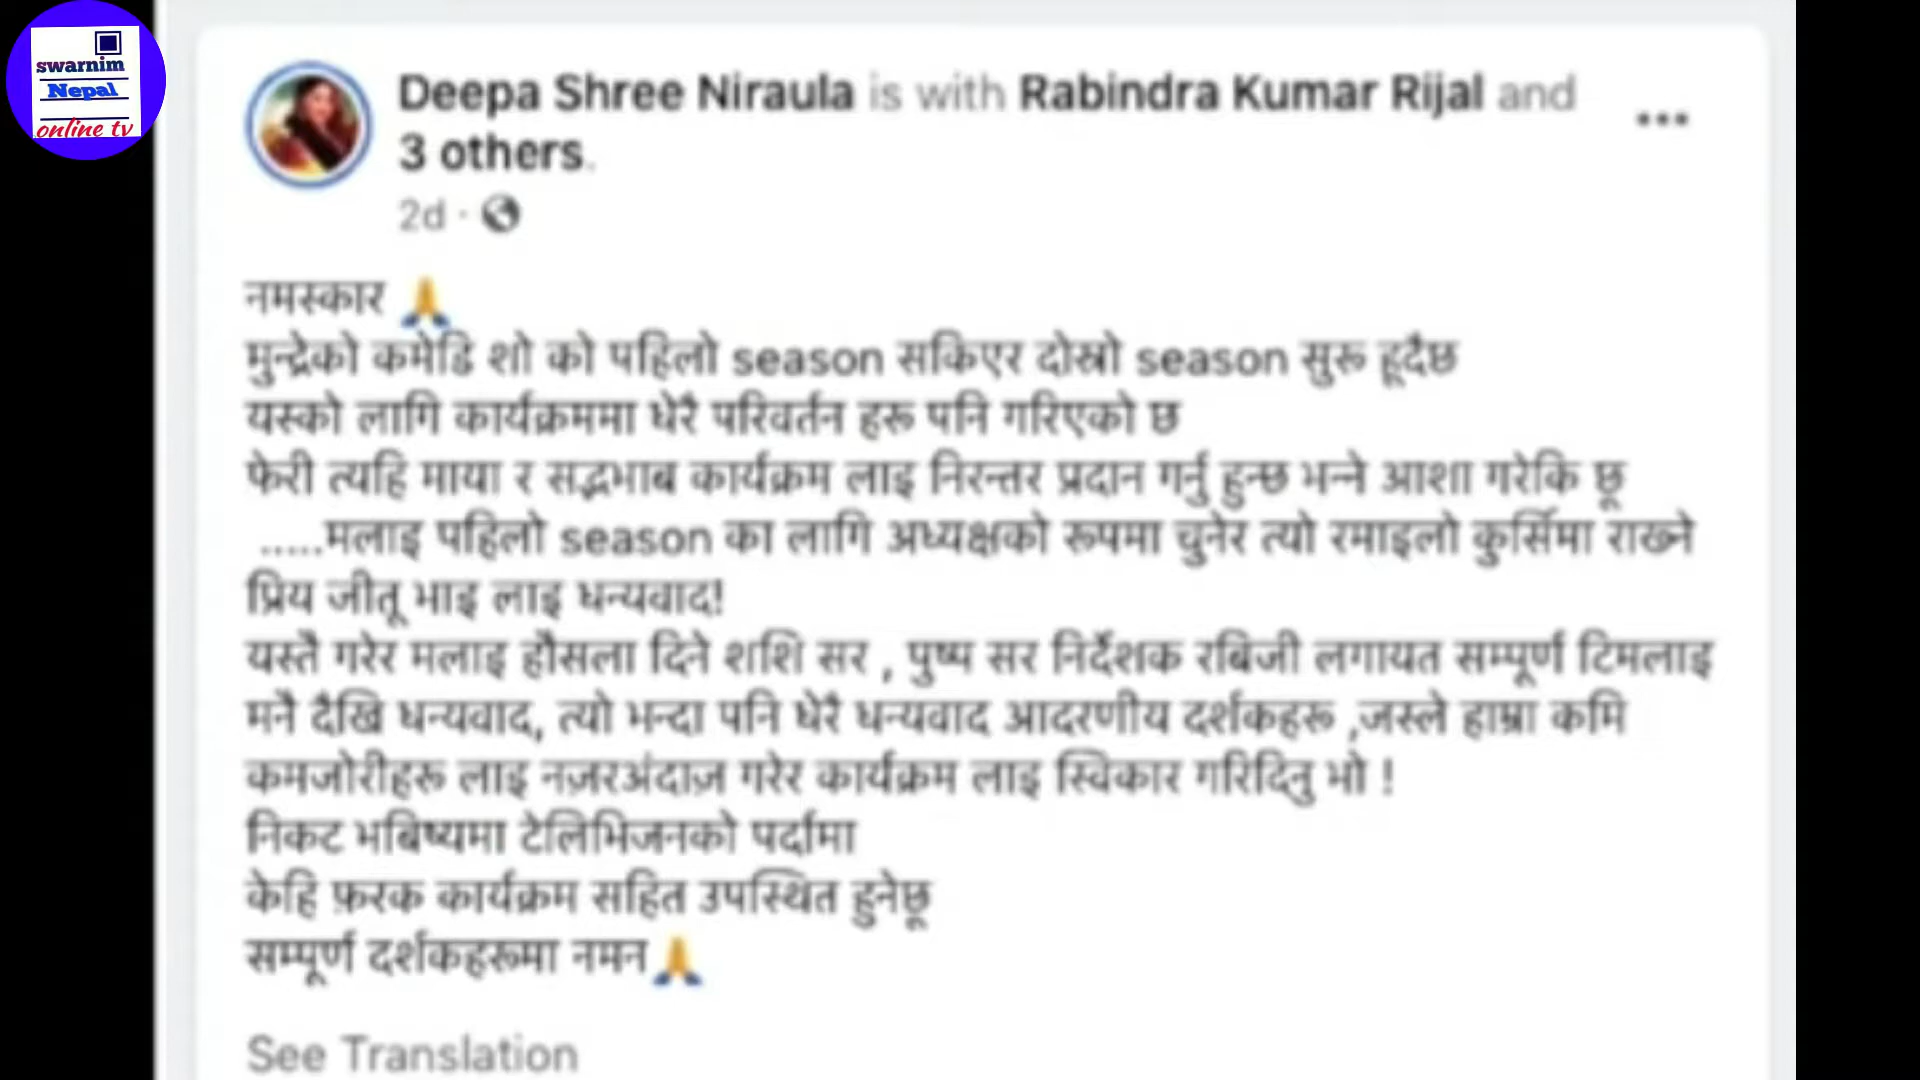 swarnim
Nepal
online tv
Deepa Shree Niraula is with Rabindra Kumar Rijal and
3 others.
2d ·
नमस्कार 🙏
मुन्द्रेको कमेडि शो को पहिलो season सकिएर दोस्रो season सुरू हूदैछ
यस्को लागि कार्यक्रममा धेरै परिवर्तन हरू पनि गरिएको छ
फेरी त्यहि माया र सद्भभाब कार्यक्रम लाइ निरन्तर प्रदान गर्नु हुन्छ भन्ने आशा गरेकि छू
.....मलाइ पहिलो season का लागि अध्यक्षको रूपमा चुनेर त्यो रमाइलो कुर्सिमा राख्ने
प्रिय जीतू भाइ लाइ धन्यवाद!
यस्तै गरेर मलाइ हौसला दिने शशि सर , पुष्प सर निर्देशक रबिजी लगायत सम्पूर्ण टिमलाइ
मनै दैखि धन्यवाद, त्यो भन्दा पनि धेरै धन्यवाद आदरणीय दर्शकहरू ,जस्ले हाम्रा कमि
कमजोरीहरू लाइ नज़रअंदाज़ गरेर कार्यक्रम लाइ स्विकार गरिदिनु भो !
निकट भबिष्यमा टेलिभिजनको पर्दामा
केहि फ़रक कार्यक्रम सहित उपस्थित हुनेछू
सम्पूर्ण दर्शकहरूमा नमन🙏
See Translation